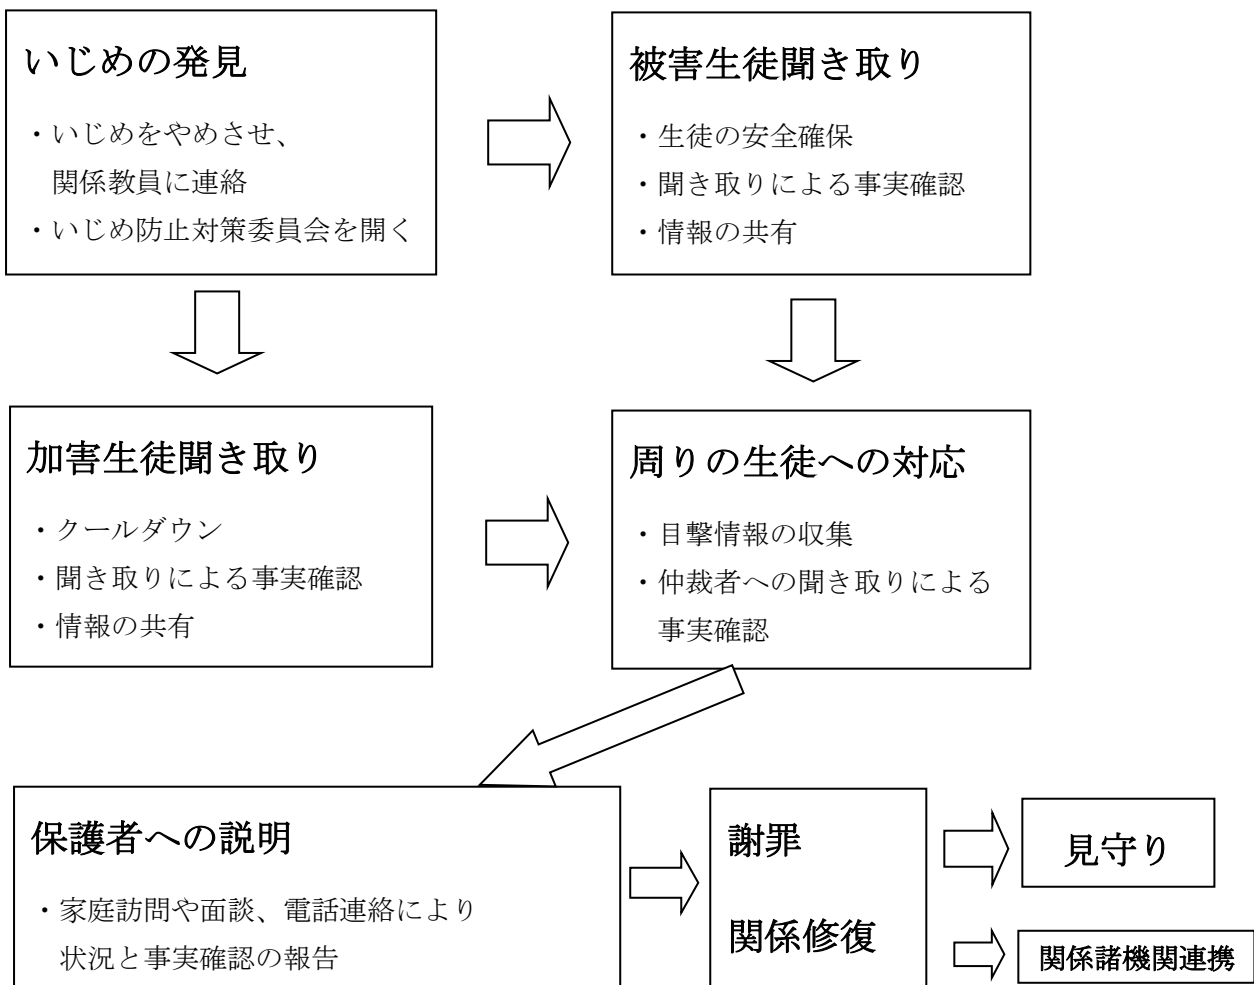 いじめの発見
・いじめをやめさせ、
関係教員に連絡
・いじめ防止対策委員会を開く
被害生徒聞き取り
・生徒の安全確保
・聞き取りによる事実確認
・情報の共有
加害生徒聞き取り
・クールダウン
・聞き取りによる事実確認
・情報の共有
周りの生徒への対応
・目撃情報の収集
・仲裁者への聞き取りによる
事実確認
保護者への説明
・家庭訪問や面談、電話連絡により
状況と事実確認の報告
謝罪
関係修復
見守り
関係諸機関連携